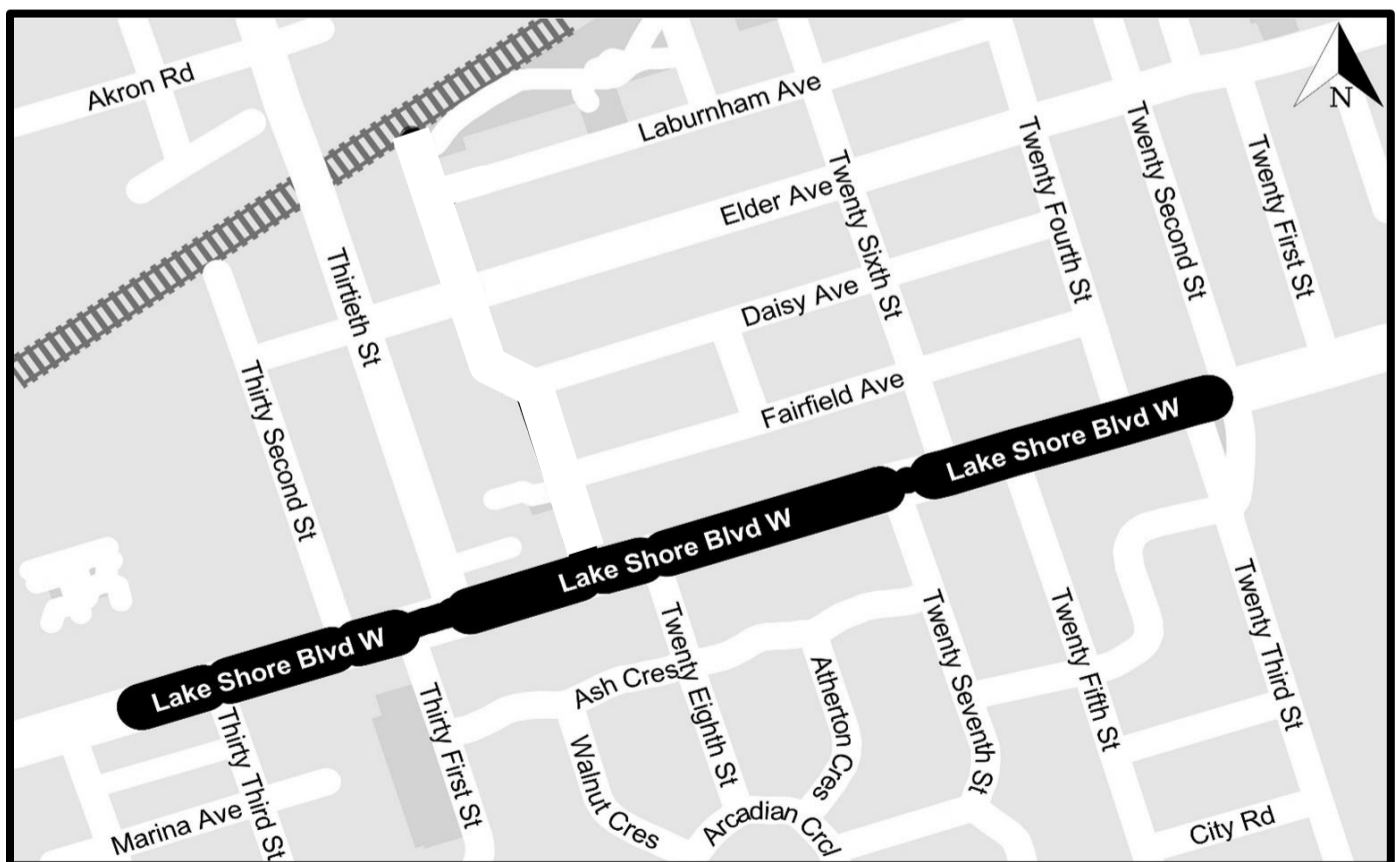 Akron Rd
N
Laburnham Ave
Elder Ave
Twenty Sixth St
Twenty Fourth St
Twenty Second St
Twenty First St
Thirtieth St
Daisy Ave
Thirty Second St
Fairfield Ave
Lake Shore Blvd W
Lake Shore Blvd W
Lake Shore Blvd W
Ash Cres
Twenty Eighth St
Atherton Cres
Twenty Seventh St
Twenty Fifth St
Twenty Third St
Thirty Third St
Thirty First St
Walnut Cres
Arcadian Crcl
Marina Ave
City Rd